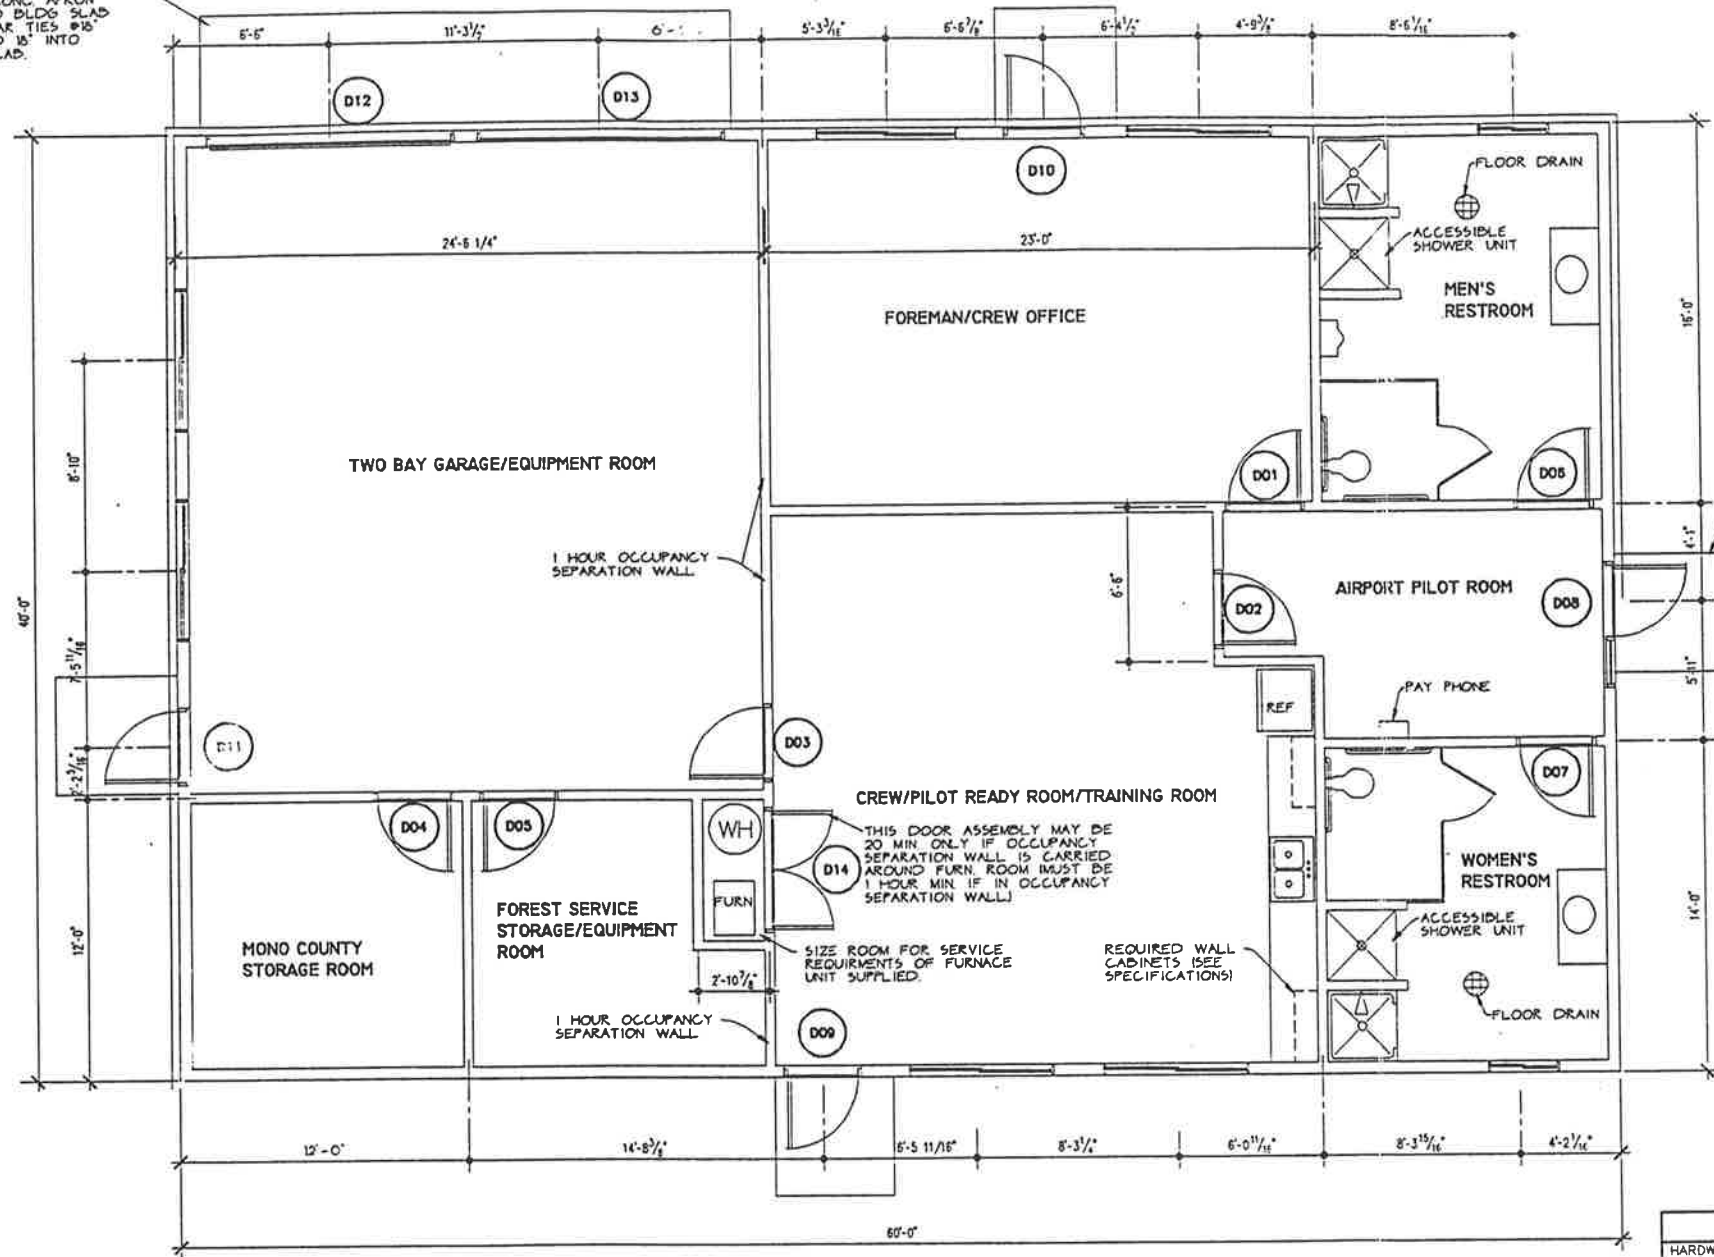 BLDG SLAB
TIES @18"
18" INTO
6'-6"
11'-3 1/2"
5'-3 3/16"
6'-6 7/8"
6'-4 1/2"
8'-6 1/16"
D12
D13
D10
FLOOR DRAIN
ACCESSIBLE
SHOWER UNIT
MEN'S
RESTROOM
24'-6 1/4"
23'-0"
FOREMAN/CREW OFFICE
16'-0"
TWO BAY GARAGE/EQUIPMENT ROOM
8'-10"
D01
1 HOUR OCCUPANCY
SEPARATION WALL
6'-6"
4'-1"
AIRPORT PILOT ROOM
D02
D08
40'-0"
7'-5 11/16"
5'-11"
PAY PHONE
REF
D11
D03
2'-2 3/16"
D07
CREW/PILOT READY ROOM/TRAINING ROOM
D04
WH
THIS DOOR ASSEMBLY MAY BE
20 MIN ONLY IF OCCUPANCY
SEPARATION WALL IS CARRIED
AROUND FURN. ROOM (MUST BE
1 HOUR MIN. IF IN OCCUPANCY
SEPARATION WALL)
D14
FURN
WOMEN'S
RESTROOM
FOREST SERVICE
STORAGE/EQUIPMENT
ROOM
MONO COUNTY
STORAGE ROOM
12'-0"
14'-0"
ACCESSIBLE
SHOWER UNIT
SIZE ROOM FOR SERVICE
REQUIRMENTS OF FURNACE
UNIT SUPPLIED.
REQUIRED WALL
CABINETS (SEE
SPECIFICATIONS)
2'-10 7/8"
1 HOUR OCCUPANCY
SEPARATION WALL
D09
FLOOR DRAIN
12'-0"
14'-8 3/8"
6'-5 11/16"
8'-3 1/4"
6'-0 11/16"
8'-3 15/16"
4'-2 1/16"
60'-0"